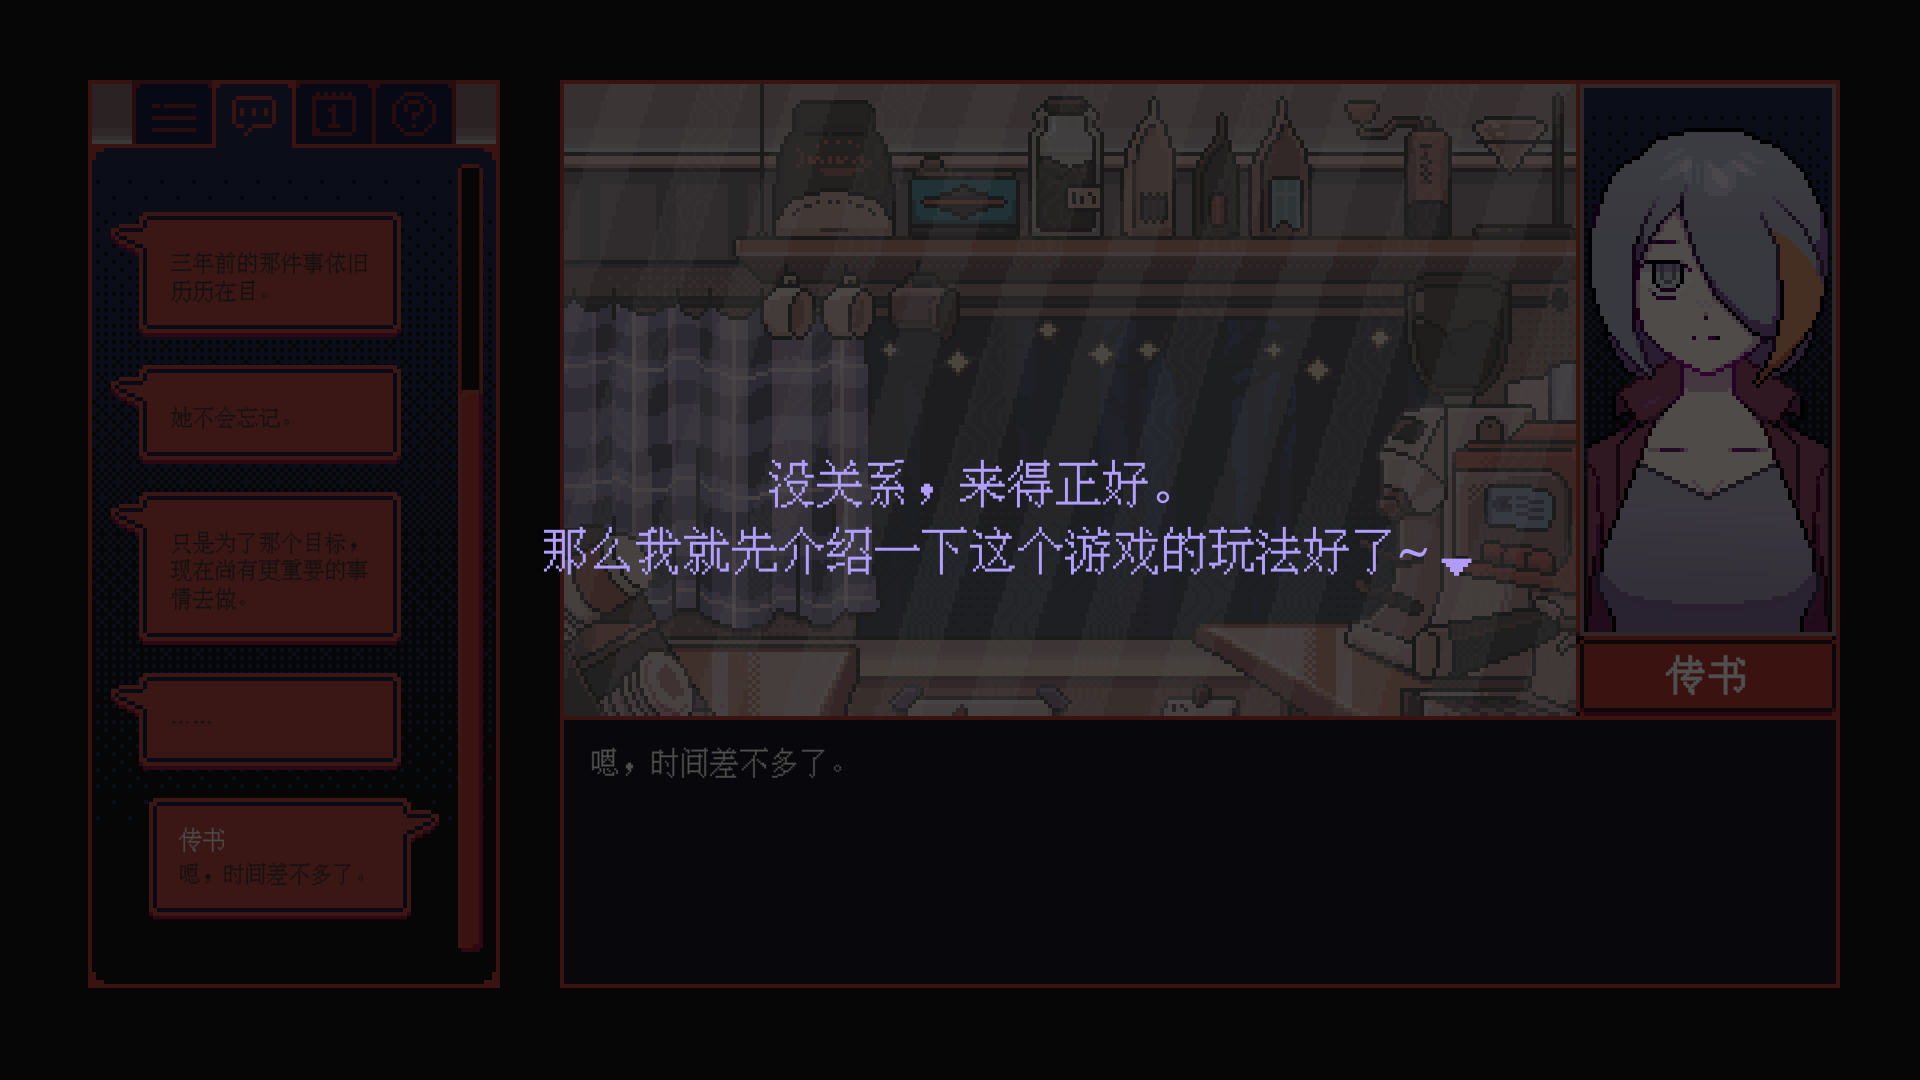 1
三年前的那件事依旧
历历在目。
她不会忘记。
只是为了那个目标，
现在尚有更重要的事
情去做。
……
传书
嗯，时间差不多了。
没关系，来得正好。
那么我就先介绍一下这个游戏的玩法好了~
传书
嗯，时间差不多了。